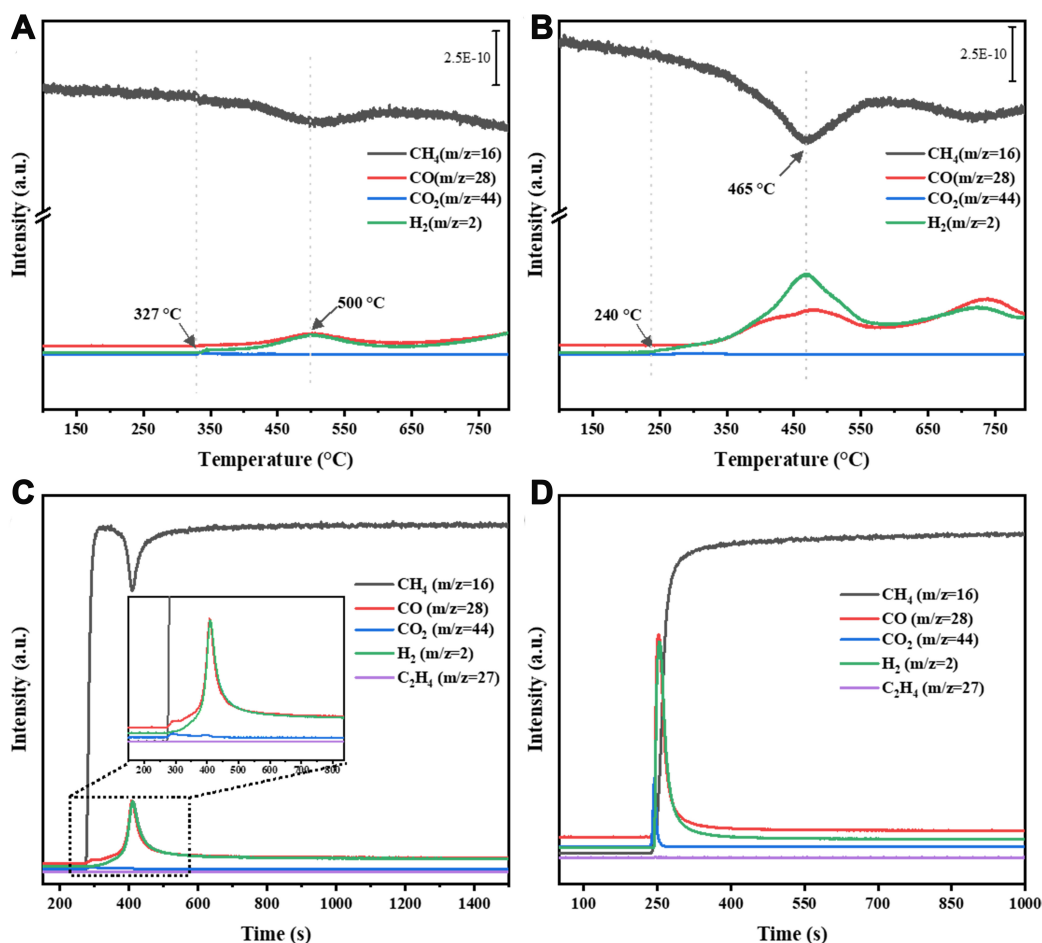 A
2.5E-10
CH₄(m/z=16)
CO(m/z=28)
CO₂(m/z=44)
H₂(m/z=2)
327 °C
500 °C
Intensity (a.u.)
150 250 350 450 550 650 750
Temperature (°C)
B
2.5E-10
465 °C
CH₄(m/z=16)
CO(m/z=28)
CO₂(m/z=44)
H₂(m/z=2)
240 °C
Intensity (a.u.)
150 250 350 450 550 650 750
Temperature (°C)
C
CH₄ (m/z=16)
CO (m/z=28)
CO₂ (m/z=44)
H₂ (m/z=2)
C₂H₄ (m/z=27)
200 300 400 500 600 700 800
Intensity (a.u.)
200 400 600 800 1000 1200 1400
Time (s)
D
CH₄ (m/z=16)
CO (m/z=28)
CO₂ (m/z=44)
H₂ (m/z=2)
C₂H₄ (m/z=27)
Intensity (a.u.)
100 250 400 550 700 850 1000
Time (s)